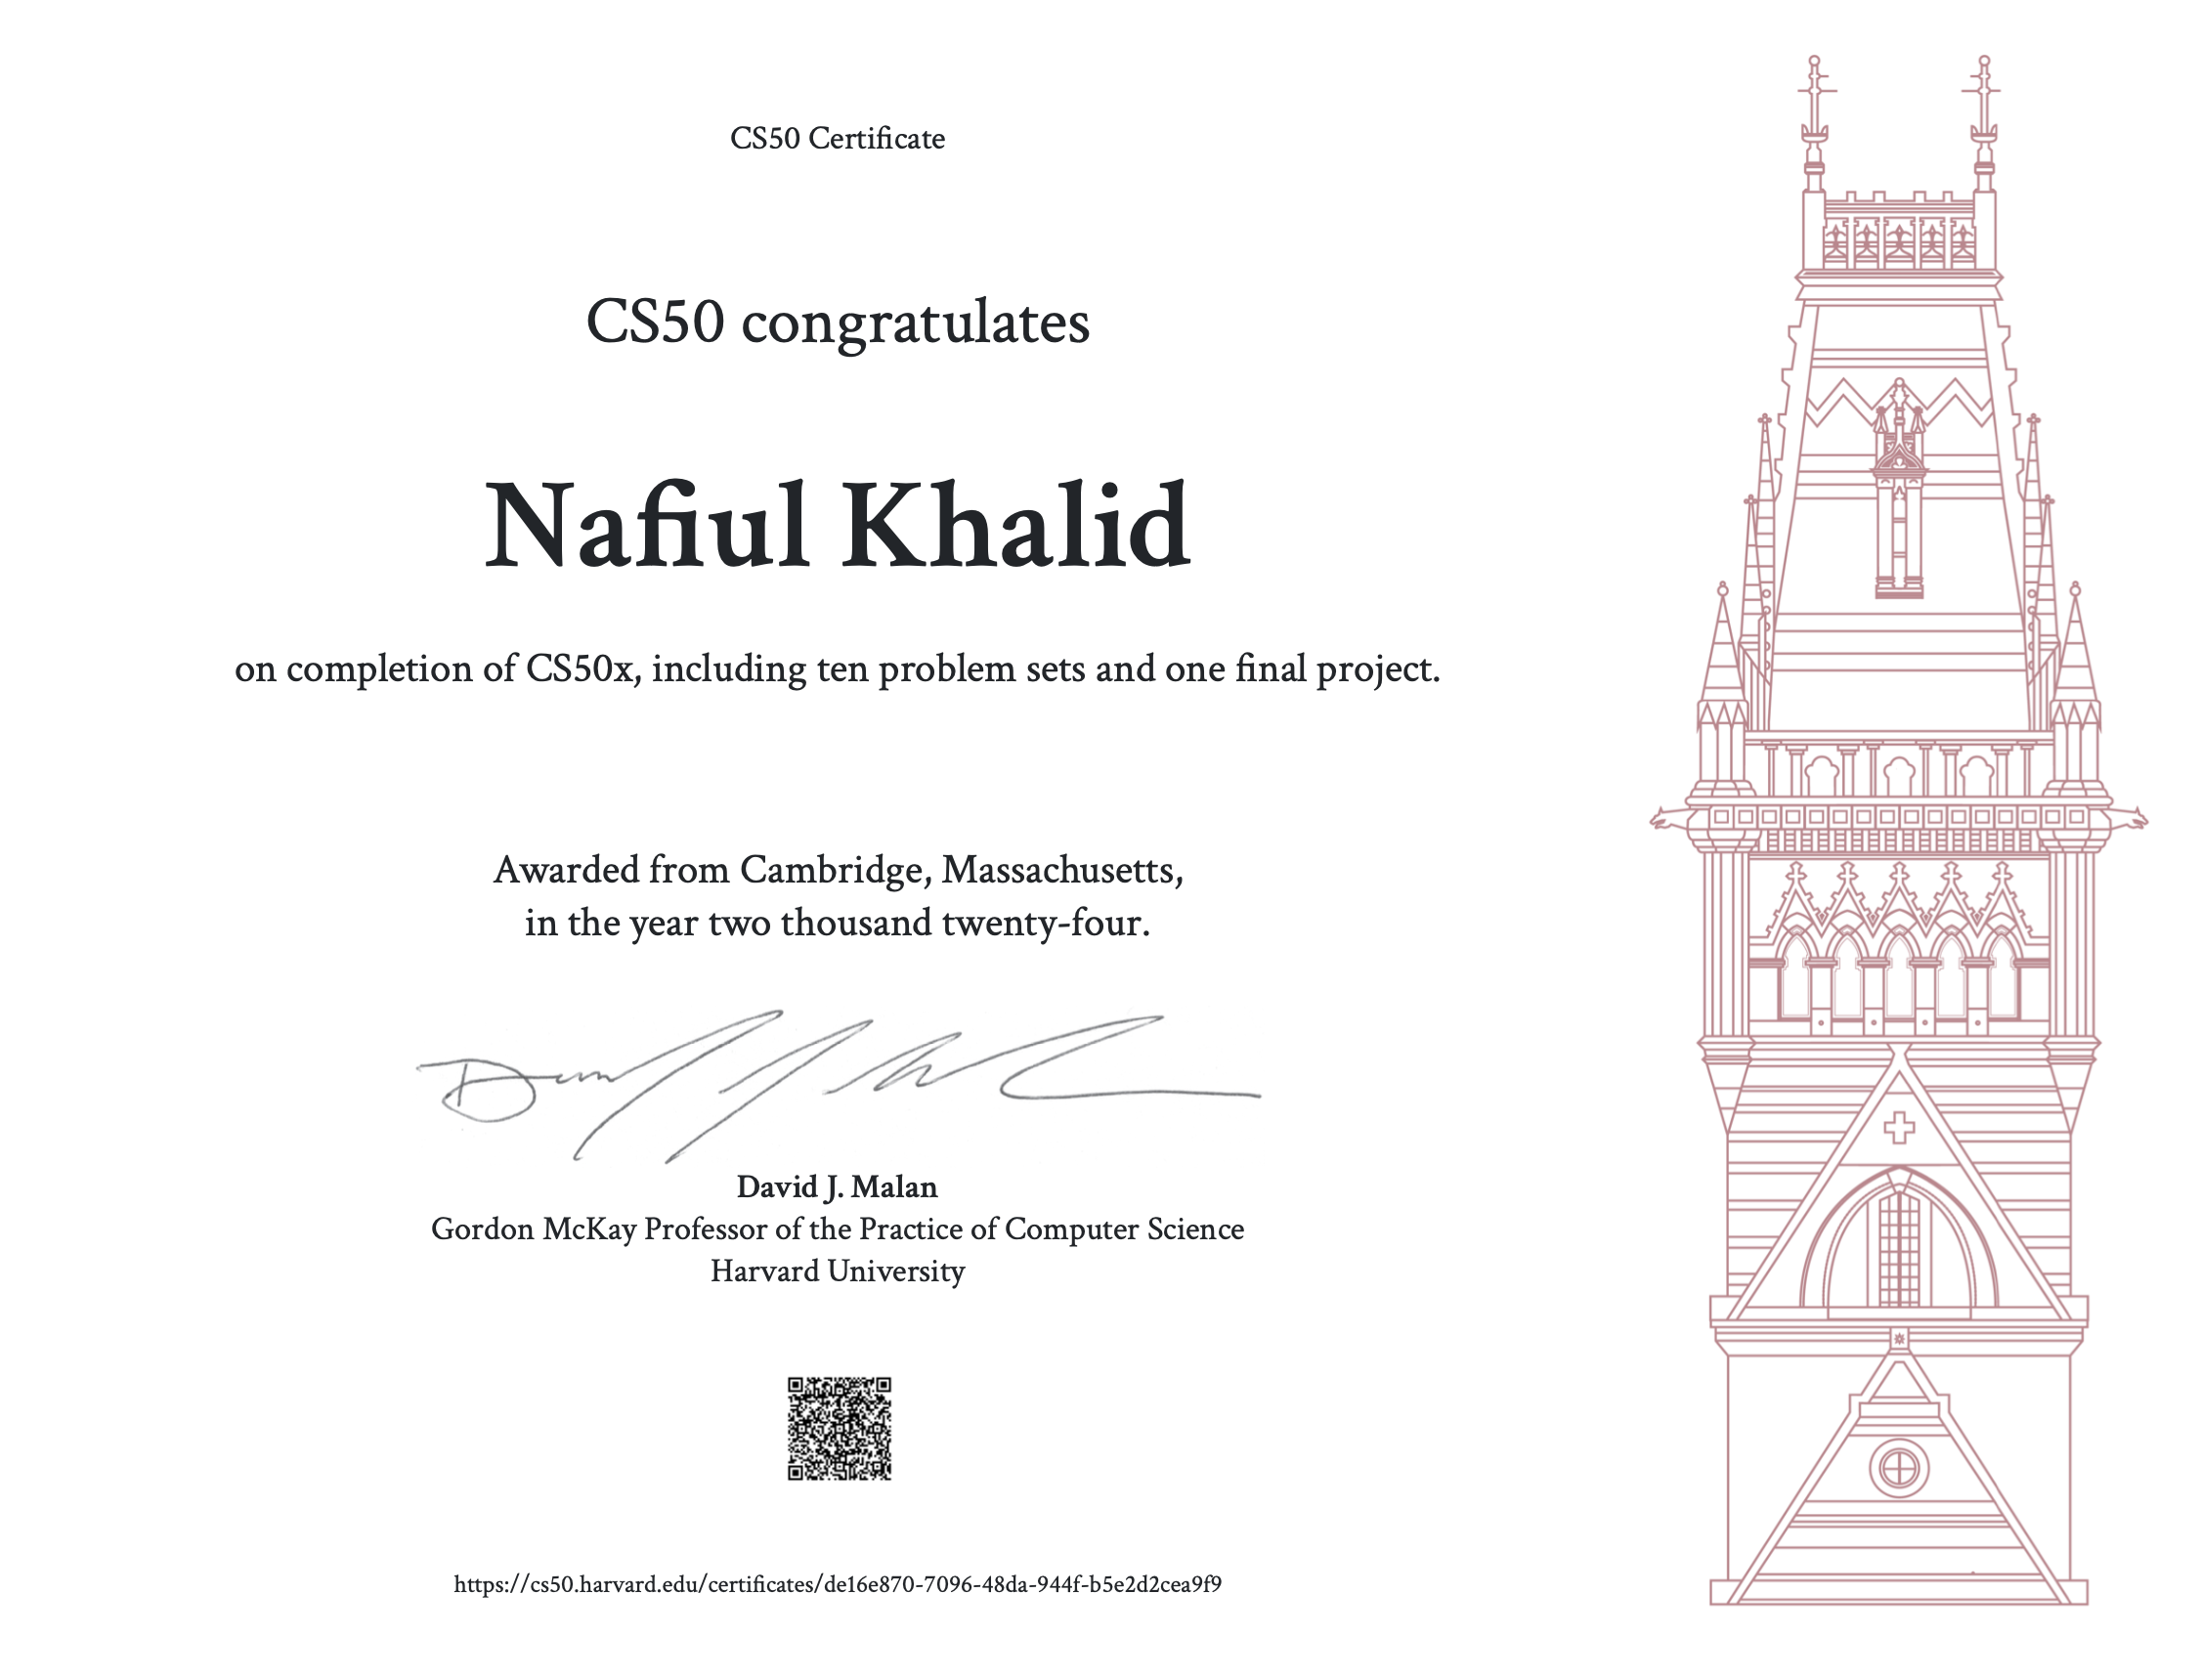 CS50 Certificate
CS50 congratulates
Nafiul Khalid
on completion of CS50x, including ten problem sets and one final project.
Awarded from Cambridge, Massachusetts,
in the year two thousand twenty-four.
David J. Malan
Gordon McKay Professor of the Practice of Computer Science
Harvard University
https://cs50.harvard.edu/certificates/de16e870-7096-48da-944f-b5e2d2cea9f9